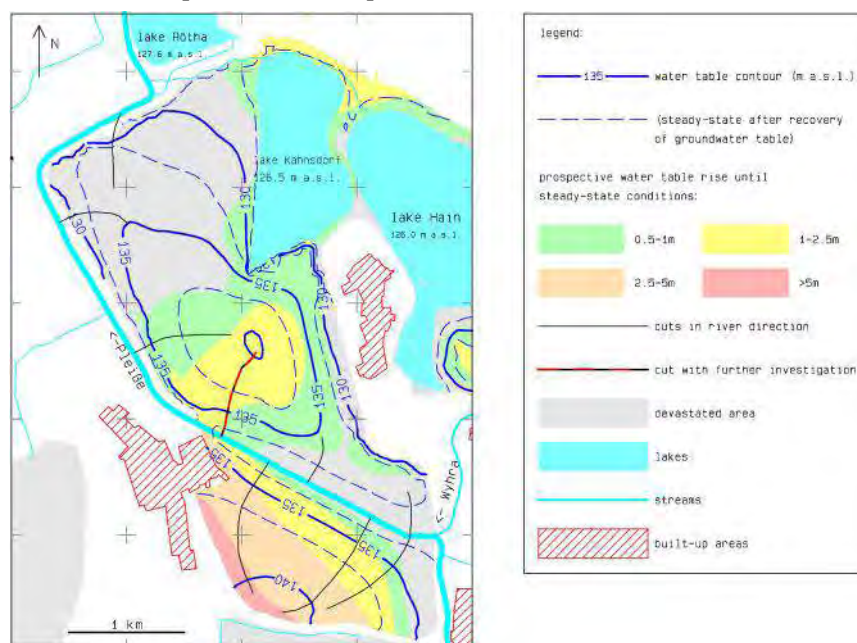 lake Rötha
127.6 m a.s.l.
N
lake Kahnsdorf
126.5 m a.s.l.
130
lake Hain
126.0 m a.s.l.
130
135
135
130
<-Pleiße
135
135
135
130
135
135
135
<- Wyhra
140
1 km
legend:
135
water table contour (m a.s.l.)
(steady-state after recovery
of groundwater table)
prospective water table rise until
steady-state conditions:
0.5-1m
1-2.5m
2.5-5m
>5m
cuts in river direction
cut with further investigation
devastated area
lakes
streams
built-up areas